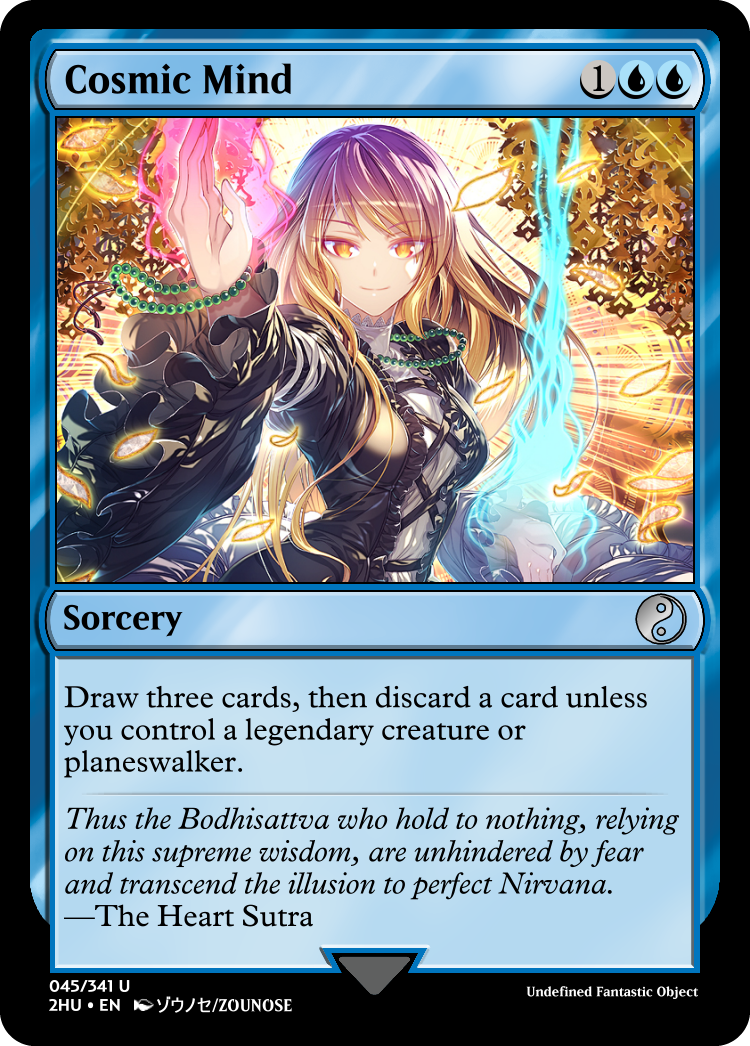 Cosmic Mind 1
Sorcery
Draw three cards, then discard a card unless
you control a legendary creature or
planeswalker.
Thus the Bodhisattva who hold to nothing, relying
on this supreme wisdom, are unhindered by fear
and transcend the illusion to perfect Nirvana.
—The Heart Sutra
045/341 U
2HU • EN ゾウノセ/ZOUNOSE
Undefined Fantastic Object